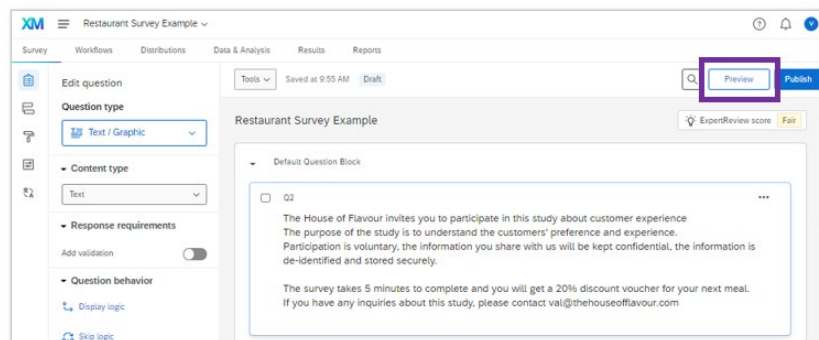 XM Restaurant Survey Example
Survey Workflows Distributions Data & Analysis Results Reports
Edit question
Question type
Text / Graphic
Content type
Text
Response requirements
Add validation
Question behavior
Display logic
Skip logic
Tools Saved at 9:55 AM Draft Preview Publish
Restaurant Survey Example ExpertReview score Fair
Default Question Block
Q2
The House of Flavour invites you to participate in this study about customer experience
The purpose of the study is to understand the customers' preference and experience.
Participation is voluntary, the information you share with us will be kept confidential, the information is
de-identified and stored securely.
The survey takes 5 minutes to complete and you will get a 20% discount voucher for your next meal.
If you have any inquiries about this study, please contact val@thehouseofflavour.com